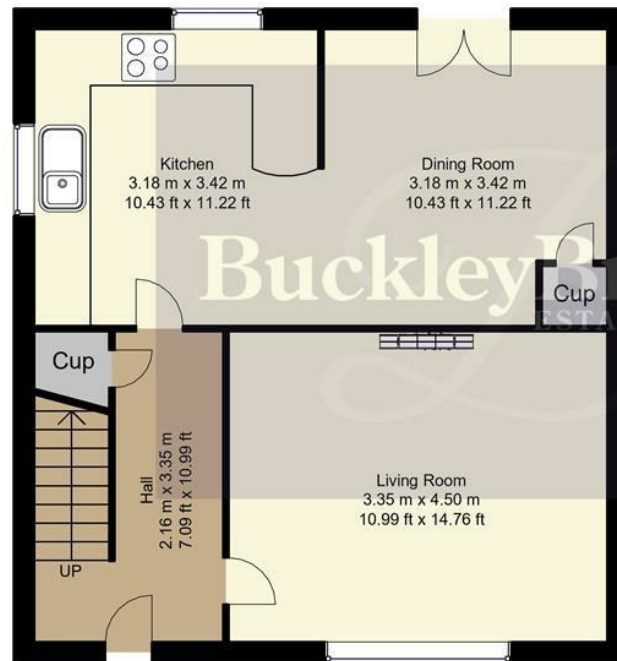 Kitchen
3.18 m x 3.42 m
10.43 ft x 11.22 ft
Dining Room
3.18 m x 3.42 m
10.43 ft x 11.22 ft
BuckleyB
ESTA
Cup
Cup
Hall
2.16 m x 3.35 m
7.09 ft x 10.99 ft
Living Room
3.35 m x 4.50 m
10.99 ft x 14.76 ft
UP